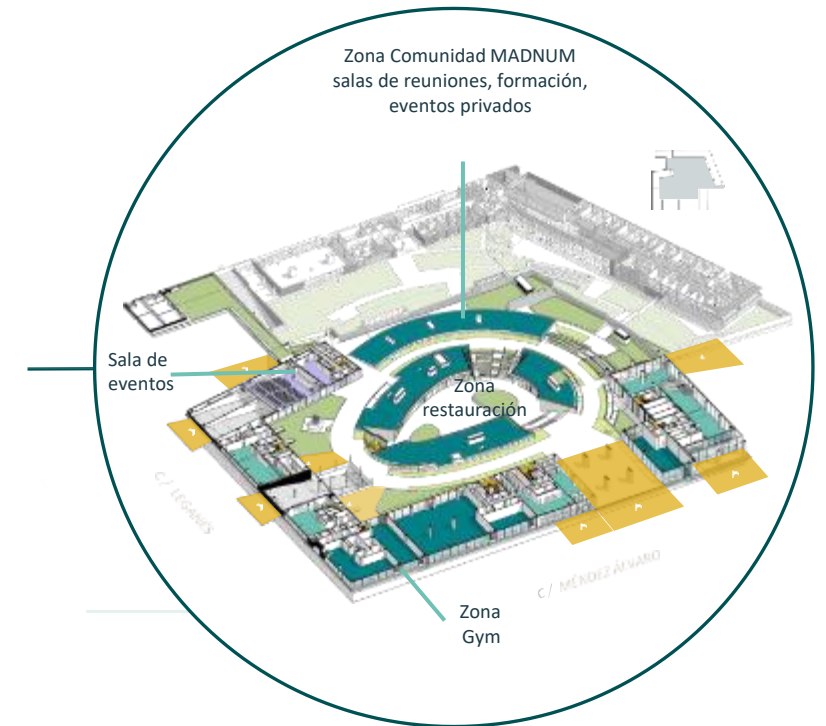 Zona Comunidad MADNUM
salas de reuniones, formación,
eventos privados
Sala de
eventos
Zona
restauración
C/ LEGANES
C/ MÉNDEZ ÁLVARO
Zona
Gym